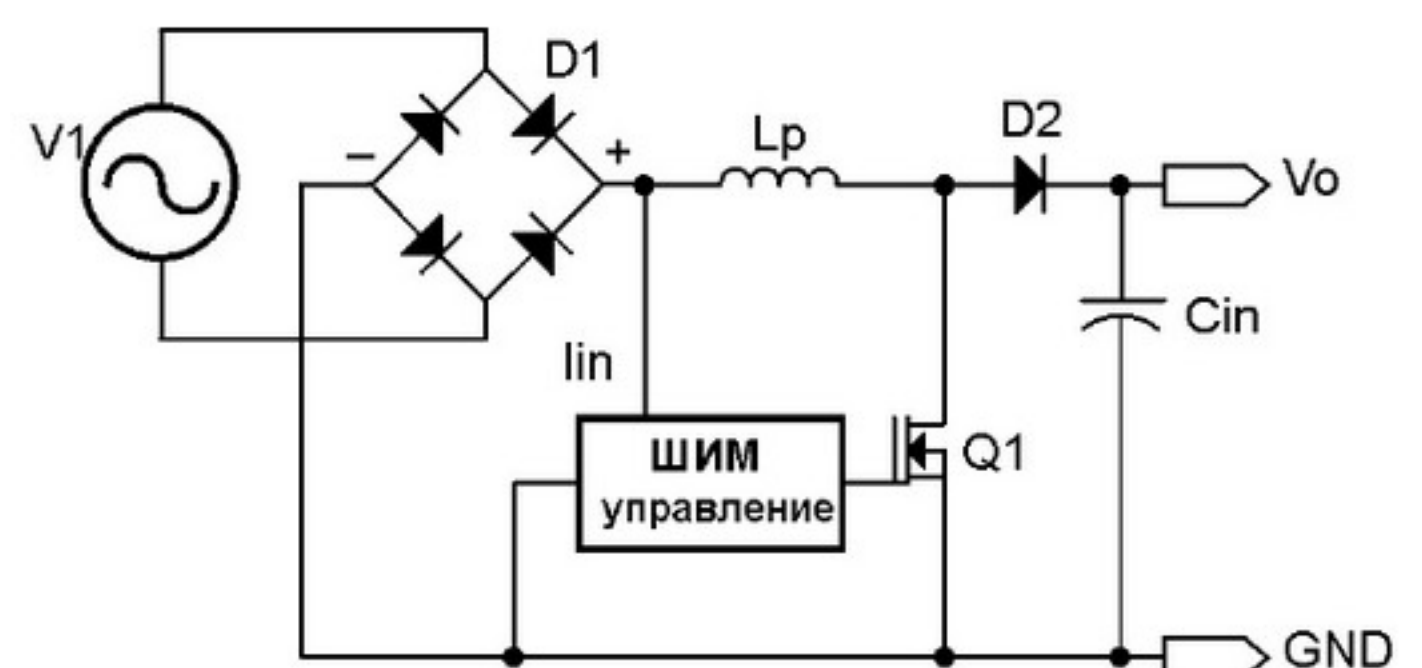 D1
V1
–
+
Lp
D2
Vo
Cin
Iin
ШИМ
управление
Q1
GND